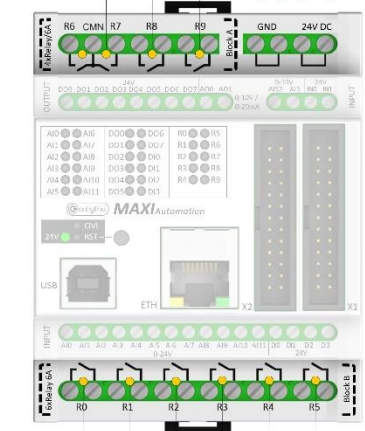 R6 CMN R7 R8 R9 GND 24V DC
4xRelay/6A
Block A
24V 0-10V 24V
OUTPUT
DO0 DO1 DO2 DO3 DO4 DO5 DO6 DO7 AO0 AO1 AI12 AI3 IN0 IN1
0-10V /
0-20mA
INPUT
AI0 AI6 DO0 DO6 R0 R5
AI1 AI7 DO1 DO7 R1 R6
AI2 AI8 DO2 DI0 R2 R7
AI3 AI9 DO3 DI1 R3 R8
AI4 AI10 DO4 DI2 R4 R9
AI5 AI11 DO5 DI3
MAXI Automation
OVL
24V RST
USB
ETH X2 X1
INPUT
AI0 AI1 AI2 AI3 AI4 AI5 AI6 AI7 AI8 AI9 AI10 AI11 DI0 DI1 DI2 DI3
0-24V 24V
6xRelay 6A
Block B
R0 R1 R2 R3 R4 R5